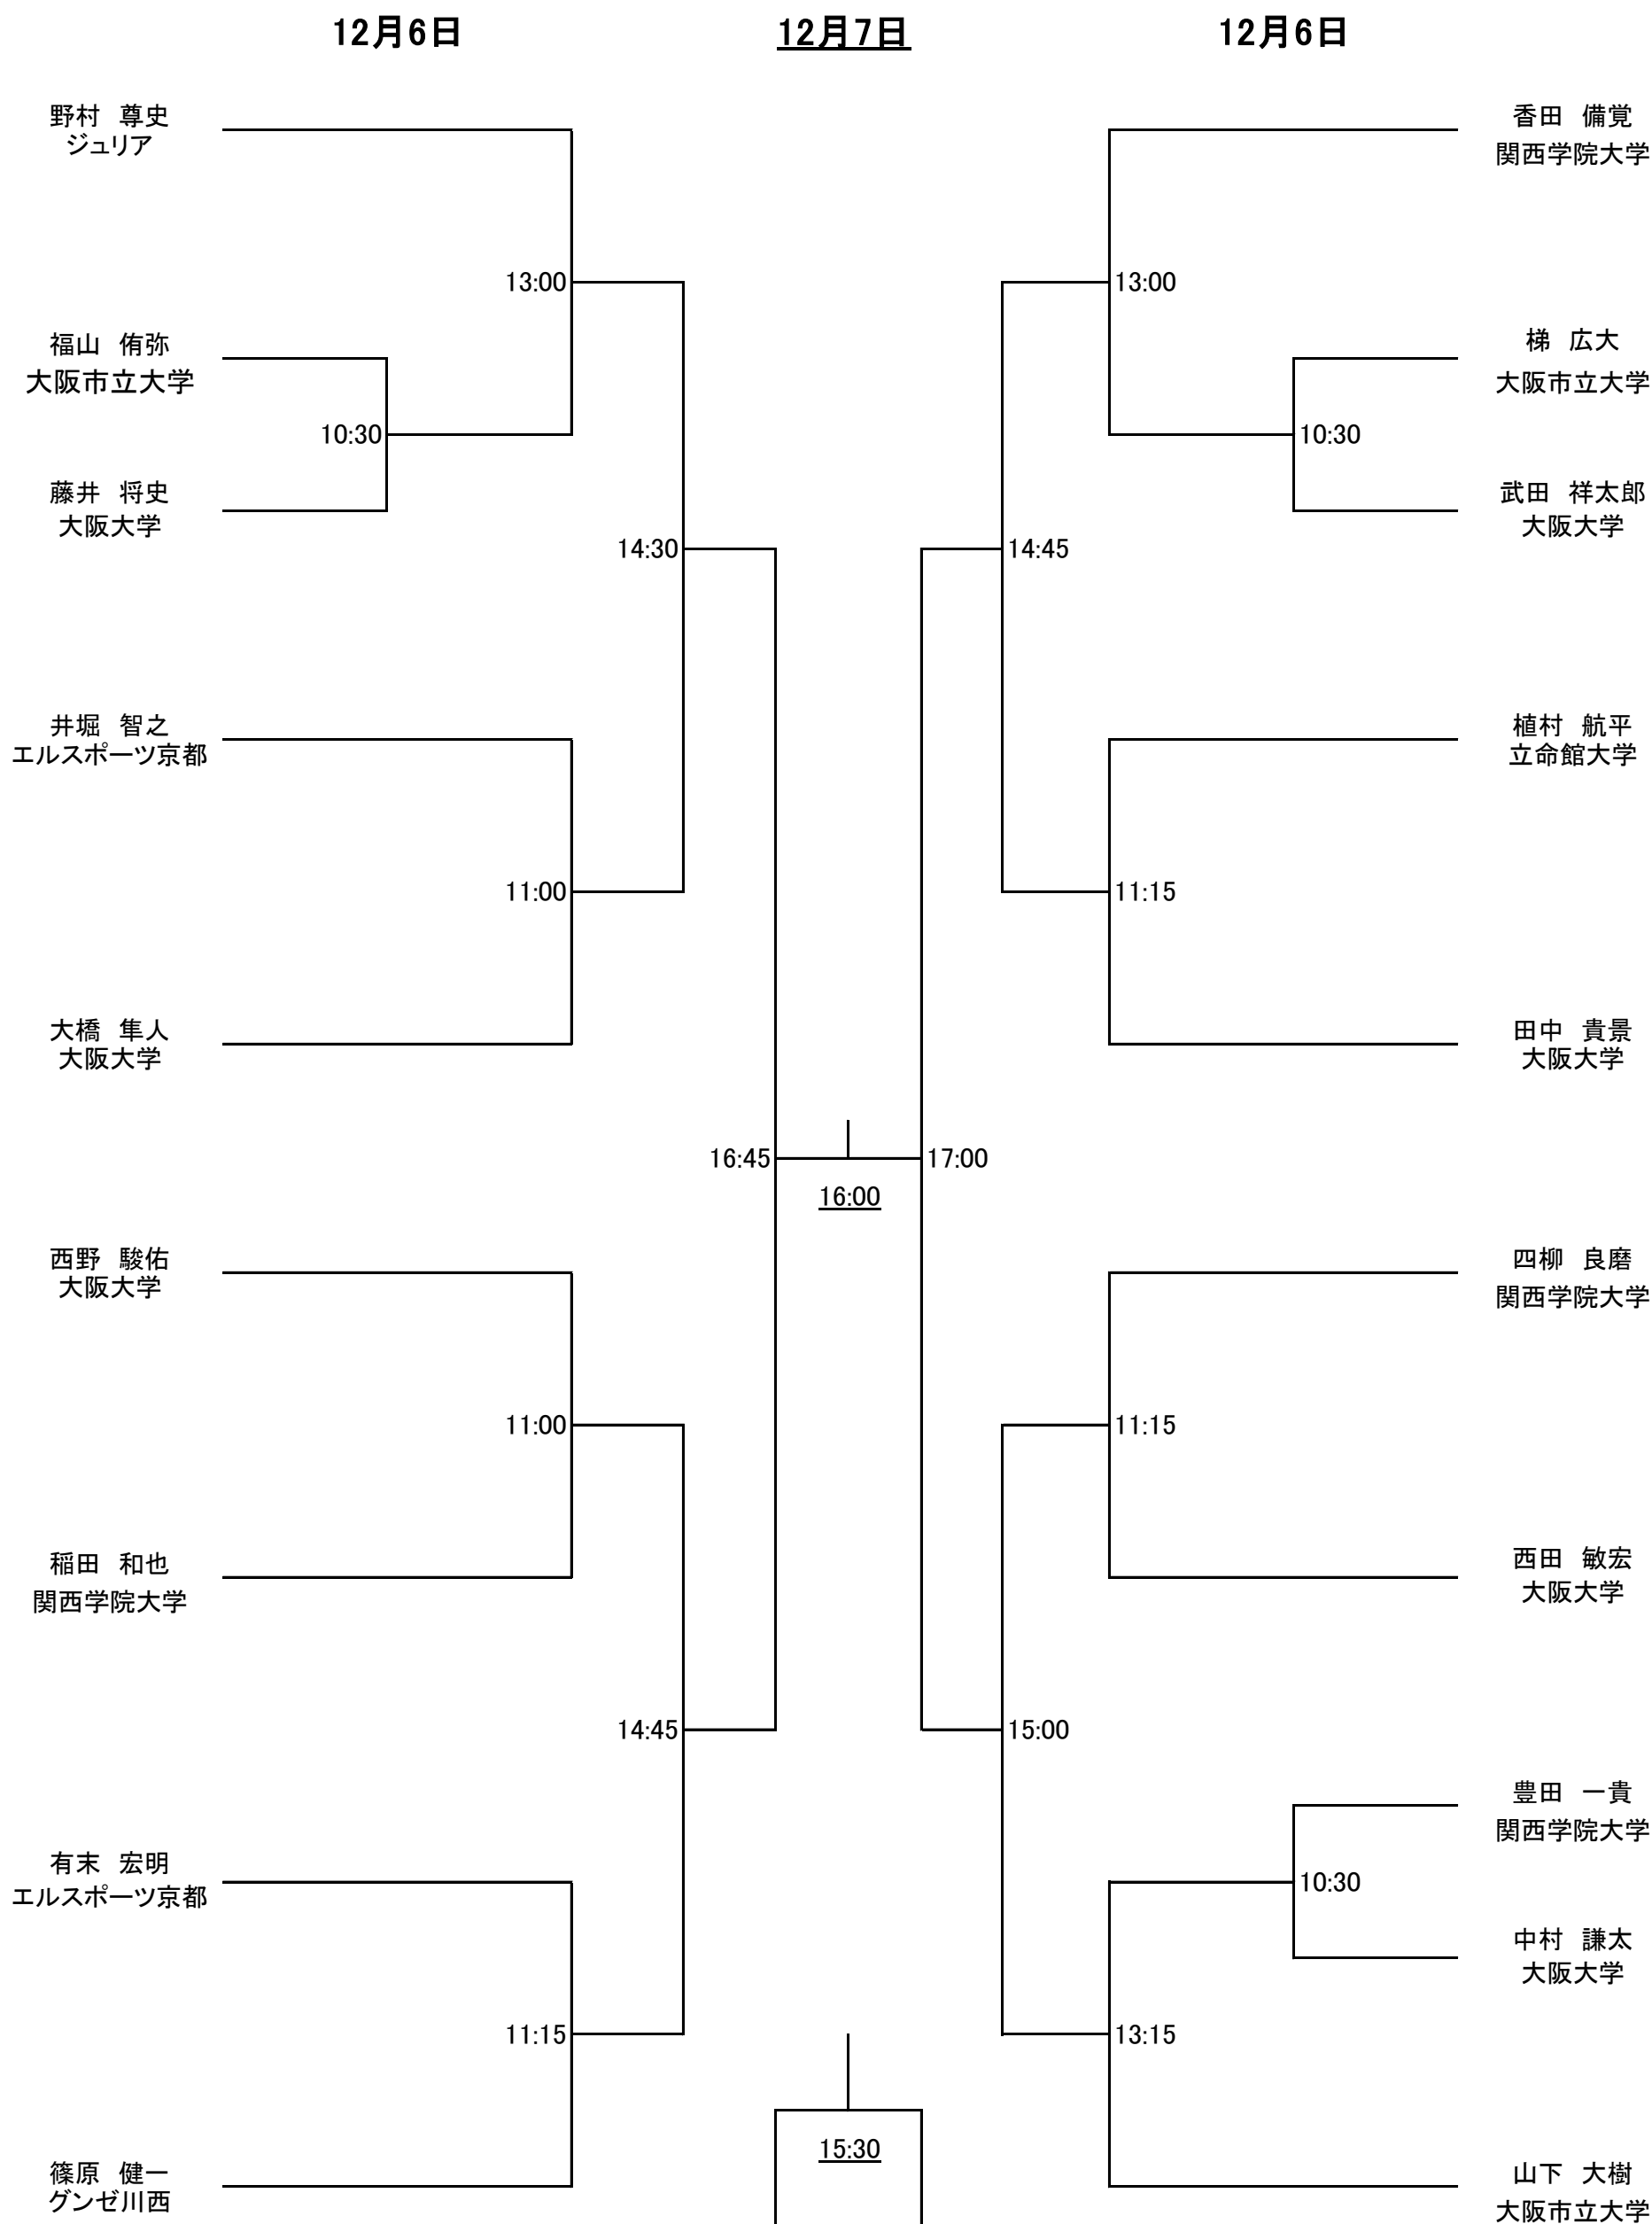 12月6日
12月7日
12月6日
野村 尊史
ジュリア
13:00
福山 侑弥
大阪市立大学
10:30
藤井 将史
大阪大学
14:30
井堀 智之
エルスポーツ京都
11:00
大橋 隼人
大阪大学
16:45
西野 駿佑
大阪大学
11:00
稲田 和也
関西学院大学
14:45
有末 宏明
エルスポーツ京都
11:15
篠原 健一
グンゼ川西
16:00
15:30
香田 備覚
関西学院大学
13:00
梯 広大
大阪市立大学
10:30
武田 祥太郎
大阪大学
14:45
植村 航平
立命館大学
11:15
田中 貴景
大阪大学
17:00
四柳 良磨
関西学院大学
11:15
西田 敏宏
大阪大学
15:00
豊田 一貴
関西学院大学
10:30
中村 謙太
大阪大学
13:15
山下 大樹
大阪市立大学